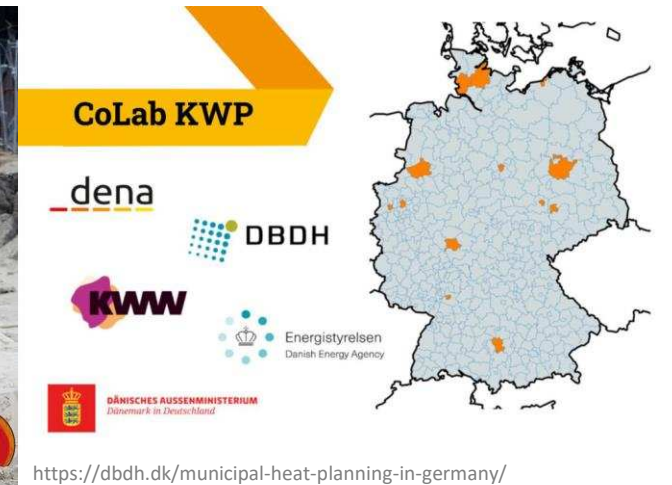 CoLab KWP
dena
DBDH
KWW
Energistyrelsen
Danish Energy Agency
DÄNISCHES AUSSENMINISTERIUM
Dänemark in Deutschland
https://dbdh.dk/municipal-heat-planning-in-germany/